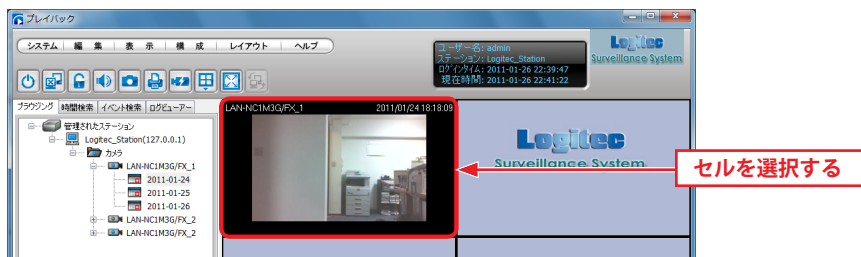 プレイバック
システム 編 集 表 示 構 成 レイアウト ヘルプ
ユーザー名: admin
ステーション: Logitec_Station
ログインタイム: 2011-01-26 22:39:47
現在時間: 2011-01-26 22:41:22
Logitec
Surveillance System
ブラウジング 時間検索 イベント検索 ログビューアー
管理されたステーション
Logitec_Station(127.0.0.1)
カメラ
LAN-NC1M3G/FX_1
2011-01-24
2011-01-25
2011-01-26
LAN-NC1M3G/FX_2
LAN-NC1M3G/FX_2
LAN-NC1M3G/FX_1 2011/01/24 18:18:09
Logitec
Surveillance System
セルを選択する